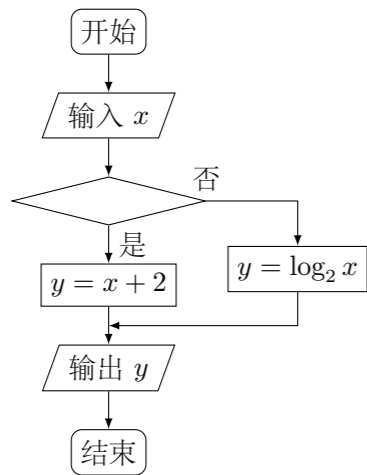 开始
输入 x
否
是
y = x + 2
y = log₂ x
输出 y
结束